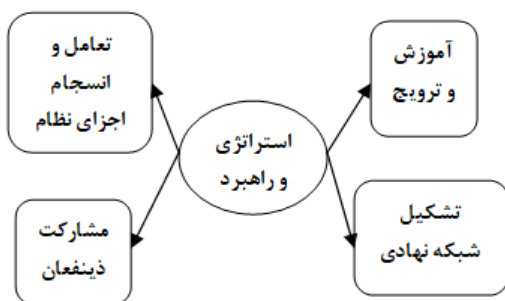 آموزش
و ترویج
تعامل و
انسجام
اجزای نظام
استراتژی
و راهبرد
تشکیل
شبکه نهادی
مشارکت
ذینفعان